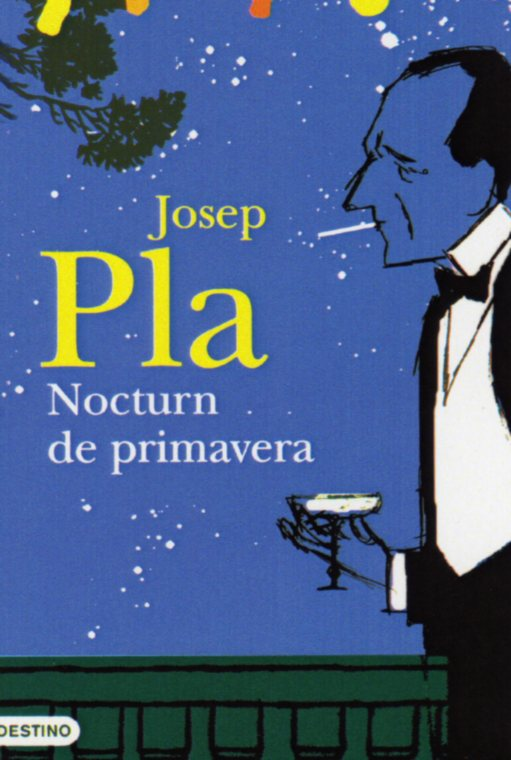 Josep
Pla
Nocturn
de primavera
DESTINO